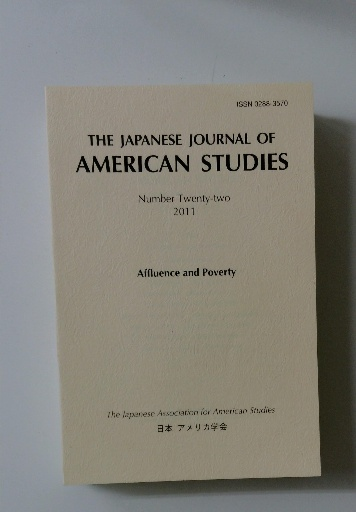 ISSN 0288-3570
THE JAPANESE JOURNAL OF
AMERICAN STUDIES
Number Twenty-two
2011
Affluence and Poverty
The Japanese Association for American Studies
日本 アメリカ学会